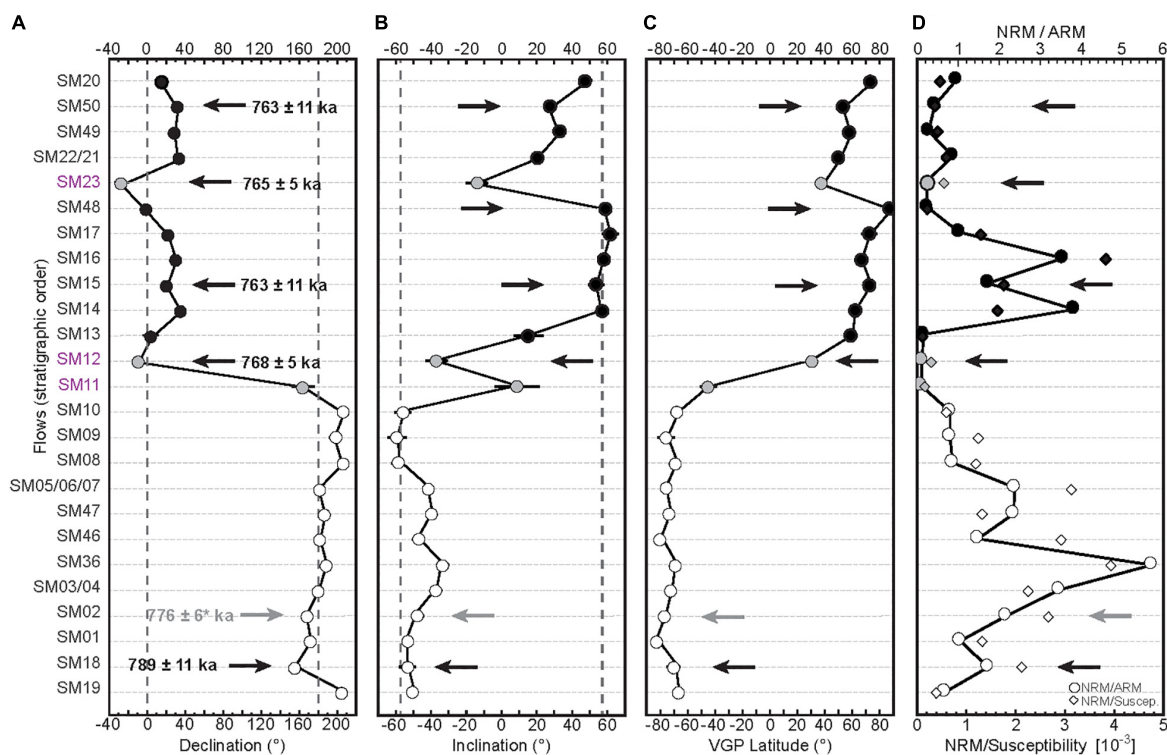 A B C D
NRM / ARM
-40 0 40 80 120 160 200
-60 -40 -20 0 20 40 60
-80 -60 -40 -20 0 20 40 60 80
0 1 2 3 4 5 6
Flows (stratigraphic order)
SM20
SM50
SM49
SM22/21
SM23
SM48
SM17
SM16
SM15
SM14
SM13
SM12
SM11
SM10
SM09
SM08
SM05/06/07
SM47
SM46
SM36
SM03/04
SM02
SM01
SM18
SM19
763 ± 11 ka
765 ± 5 ka
763 ± 11 ka
768 ± 5 ka
776 ± 6* ka
789 ± 11 ka
NRM/ARM
NRM/Suscep.
-40 0 40 80 120 160 200
-60 -40 -20 0 20 40 60
-80 -60 -40 -20 0 20 40 60 80
0 1 2 3 4 5
Declination (°)
Inclination (°)
VGP Latitude (°)
NRM/Susceptibility [10-3]